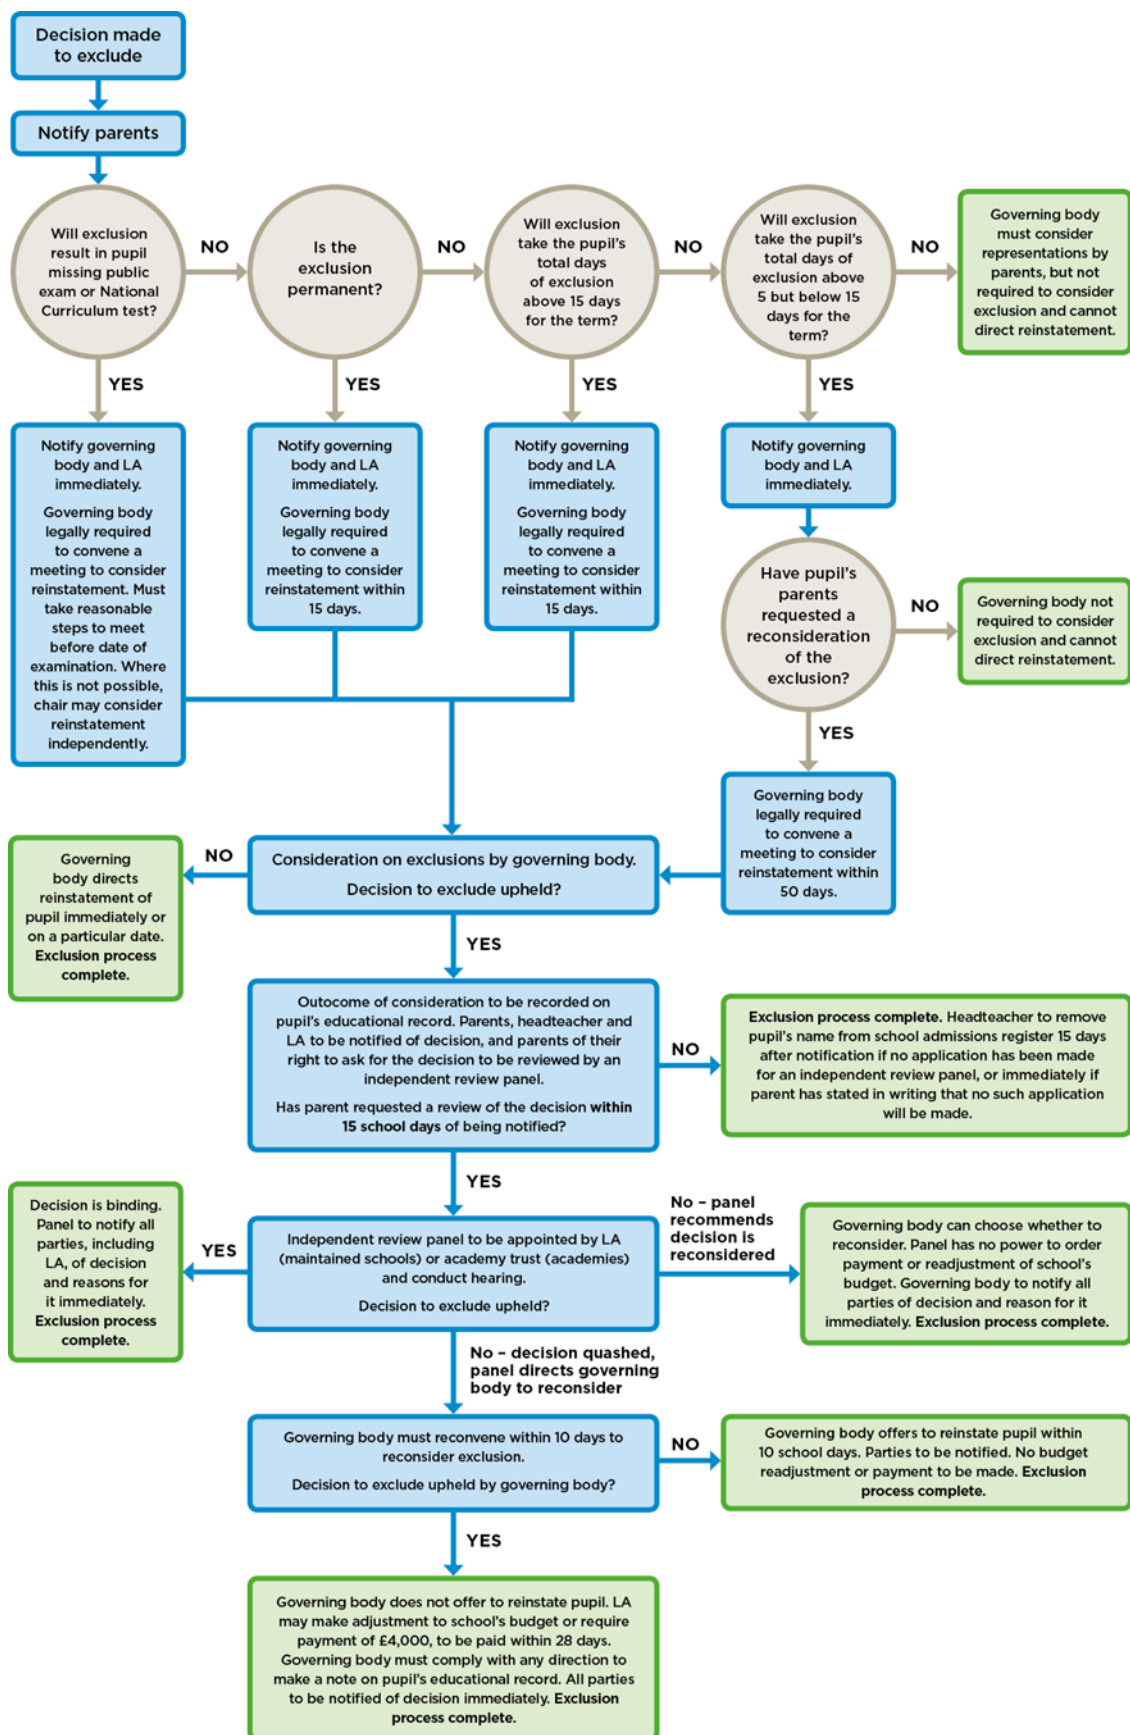 Decision made
to exclude
Notify parents
Will exclusion
result in pupil
missing public
exam or National
Curriculum test?
NO
Is the
exclusion
permanent?
NO
Will exclusion
take the pupil's
total days
of exclusion
above 15 days
for the term?
NO
Will exclusion
take the pupil's
total days of
exclusion above
5 but below 15
days for the
term?
NO
Governing body
must consider
representations by
parents, but not
required to consider
exclusion and cannot
direct reinstatement.
YES
YES
YES
YES
Notify governing
body and LA
immediately.
Governing body
legally required
to convene a
meeting to consider
reinstatement. Must
take reasonable
steps to meet
before date of
examination. Where
this is not possible,
chair may consider
reinstatement
independently.
Notify governing
body and LA
immediately.
Governing body
legally required
to convene a
meeting to consider
reinstatement within
15 days.
Notify governing
body and LA
immediately.
Governing body
legally required
to convene a
meeting to consider
reinstatement within
15 days.
Notify governing
body and LA
immediately.
Have pupil's
parents
requested a
reconsideration
of the
exclusion?
NO
Governing body not
required to consider
exclusion and cannot
direct reinstatement.
YES
Governing body
legally required
to convene a
meeting to consider
reinstatement within
50 days.
Consideration on exclusions by governing body.
Decision to exclude upheld?
NO
Governing
body directs
reinstatement of
pupil immediately or
on a particular date.
Exclusion process
complete.
YES
Outocome of consideration to be recorded on
pupil's educational record. Parents, headteacher and
LA to be notified of decision, and parents of their
right to ask for the decision to be reviewed by an
independent review panel.
Has parent requested a review of the decision within
15 school days of being notified?
NO
Exclusion process complete. Headteacher to remove
pupil's name from school admissions register 15 days
after notification if no application has been made
for an independent review panel, or immediately if
parent has stated in writing that no such application
will be made.
YES
Independent review panel to be appointed by LA
(maintained schools) or academy trust (academies)
and conduct hearing.
Decision to exclude upheld?
YES
Decision is binding.
Panel to notify all
parties, including
LA, of decision
and reasons for
it immediately.
Exclusion process
complete.
No – panel
recommends
decision is
reconsidered
Governing body can choose whether to
reconsider. Panel has no power to order
payment or readjustment of school's
budget. Governing body to notify all
parties of decision and reason for it
immediately. Exclusion process complete.
No – decision quashed,
panel directs governing
body to reconsider
Governing body must reconvene within 10 days to
reconsider exclusion.
Decision to exclude upheld by governing body?
NO
Governing body offers to reinstate pupil within
10 school days. Parties to be notified. No budget
readjustment or payment to be made. Exclusion
process complete.
YES
Governing body does not offer to reinstate pupil. LA
may make adjustment to school's budget or require
payment of £4,000, to be paid within 28 days.
Governing body must comply with any direction to
make a note on pupil's educational record. All parties
to be notified of decision immediately. Exclusion
process complete.